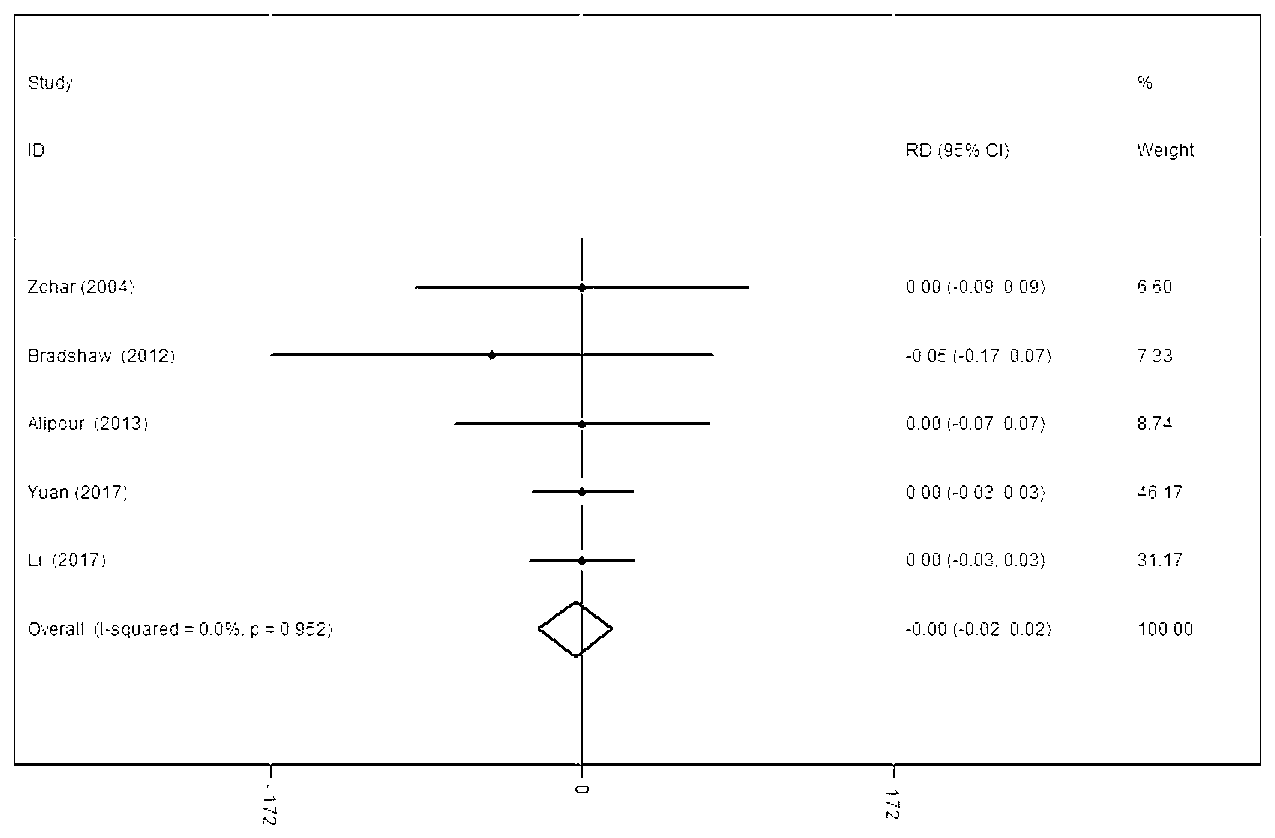 Study %
ID RD (95% CI) Weight
Zohar (2004) 0.00 (-0.09, 0.09) 6.60
Bradshaw (2012) -0.05 (-0.17, 0.07) 7.33
Alipour (2013) 0.00 (-0.07, 0.07) 8.74
Yuan (2017) 0.00 (-0.03, 0.03) 46.17
Li (2017) 0.00 (-0.03, 0.03) 31.17
Overall (I-squared = 0.0%, p = 0.952) -0.00 (-0.02, 0.02) 100.00
-.172 0 .172